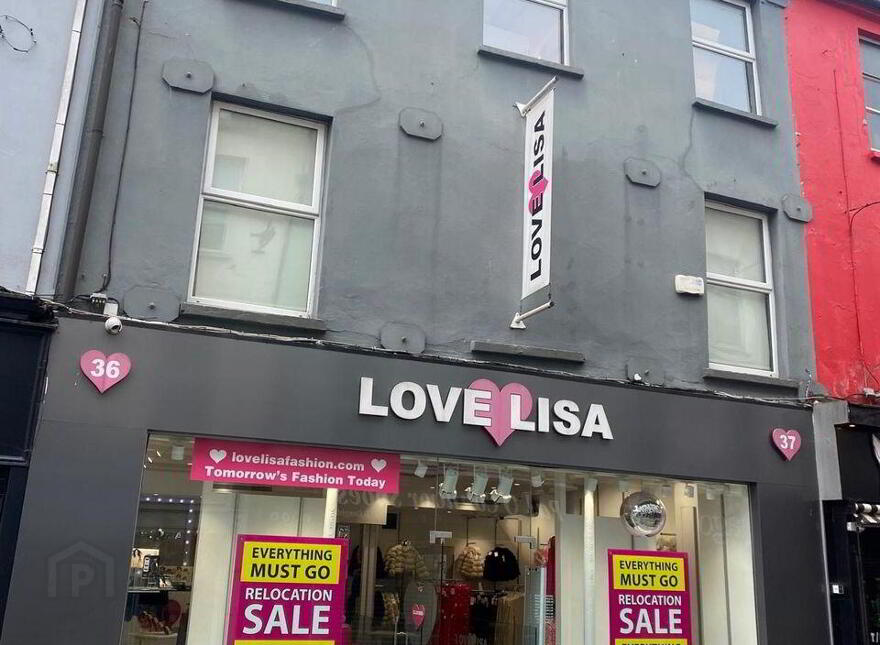 LOVE LISA
36
LOVE LISA
37
lovelisafashion.com
Tomorrow's Fashion Today
EVERYTHING
MUST GO
RELOCATION
SALE
EVERYTHING
MUST GO
RELOCATION
SALE
EVERYTHING
P